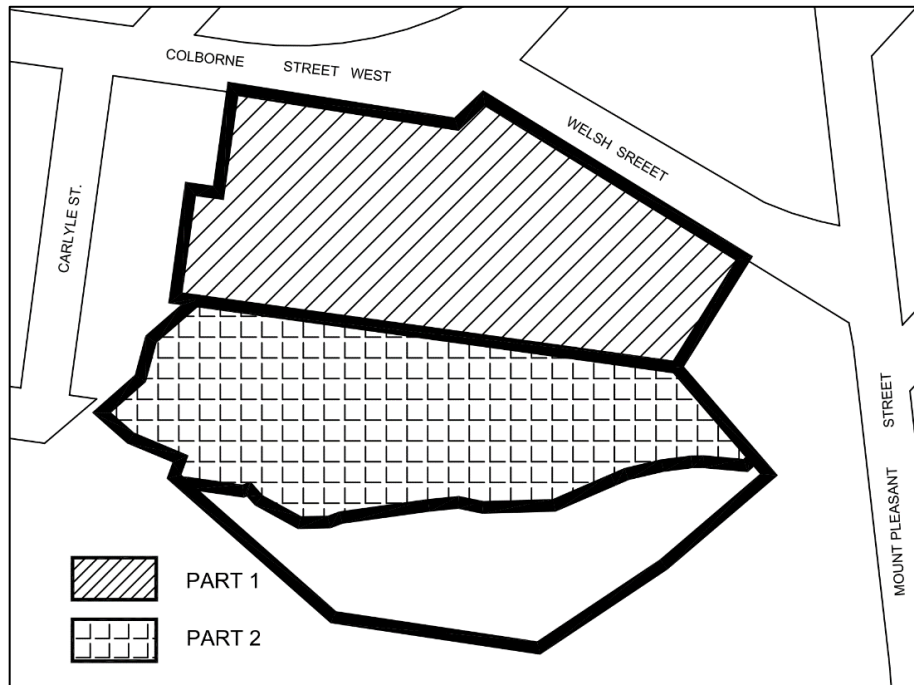 COLBORNE STREET WEST
WELSH SREEET
CARLYLE ST.
MOUNT PLEASANT STREET
PART 1
PART 2